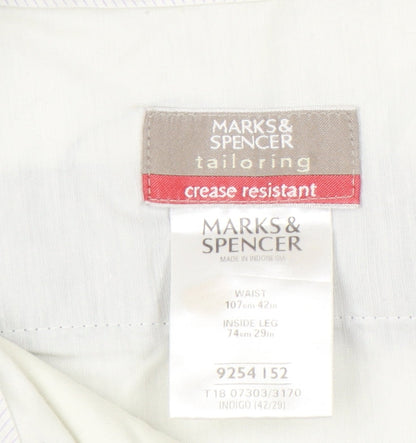 MARKS&
SPENCER
tailoring
crease resistant
MARKS&
SPENCER
MADE IN INDONESIA
WAIST
107cm 42in
INSIDE LEG
74cm 29in
9254 152
T18 07303/3170
INDIGO (42/29)